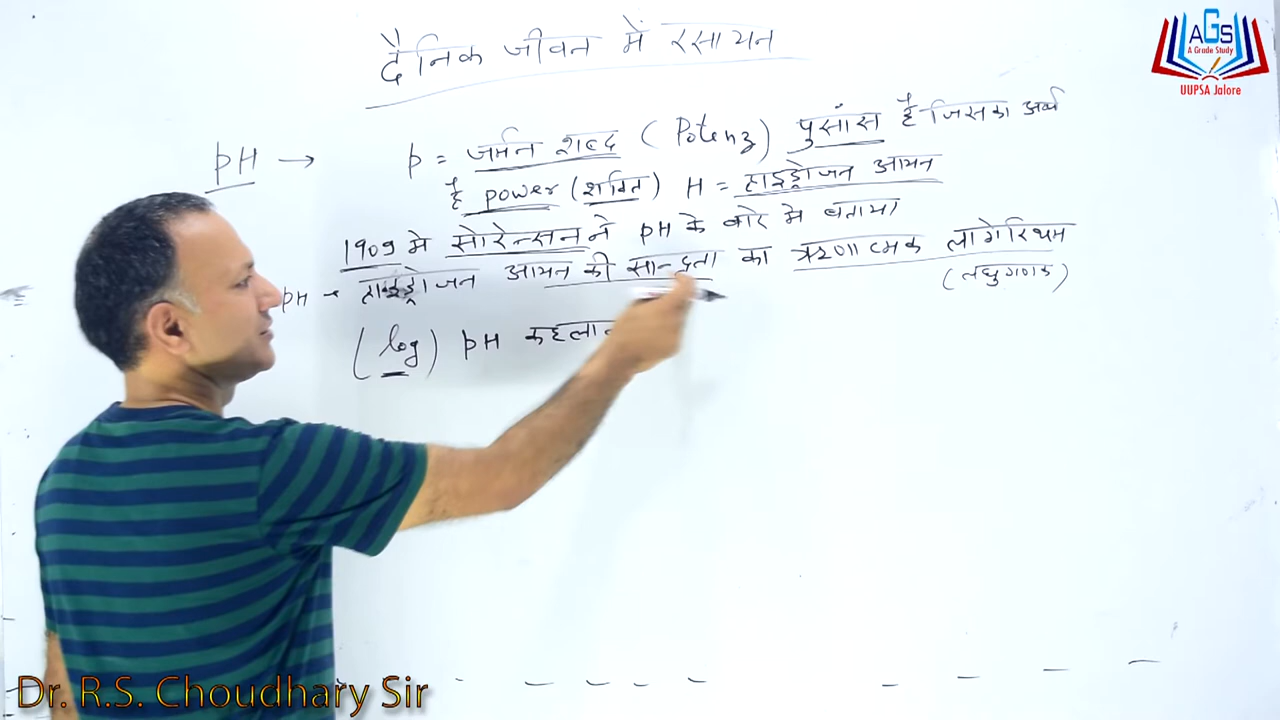 दैनिक जीवन में रसायन
AGS
A Grade Study
UUPSA Jalore
pH → p = जर्मन शब्द (Potenz) पुसांस है जिसका अर्थ
है power (शक्ति) H = हाइड्रोजन आयन
1909 मे सोरेन्सन ने pH के बारे मे बताया
pH → हाइड्रोजन आयन की सान्द्रता का ऋणात्मक लागेरिथम
(लघुगणक)
(log) pH कहलाता
Dr. R.S. Choudhary Sir